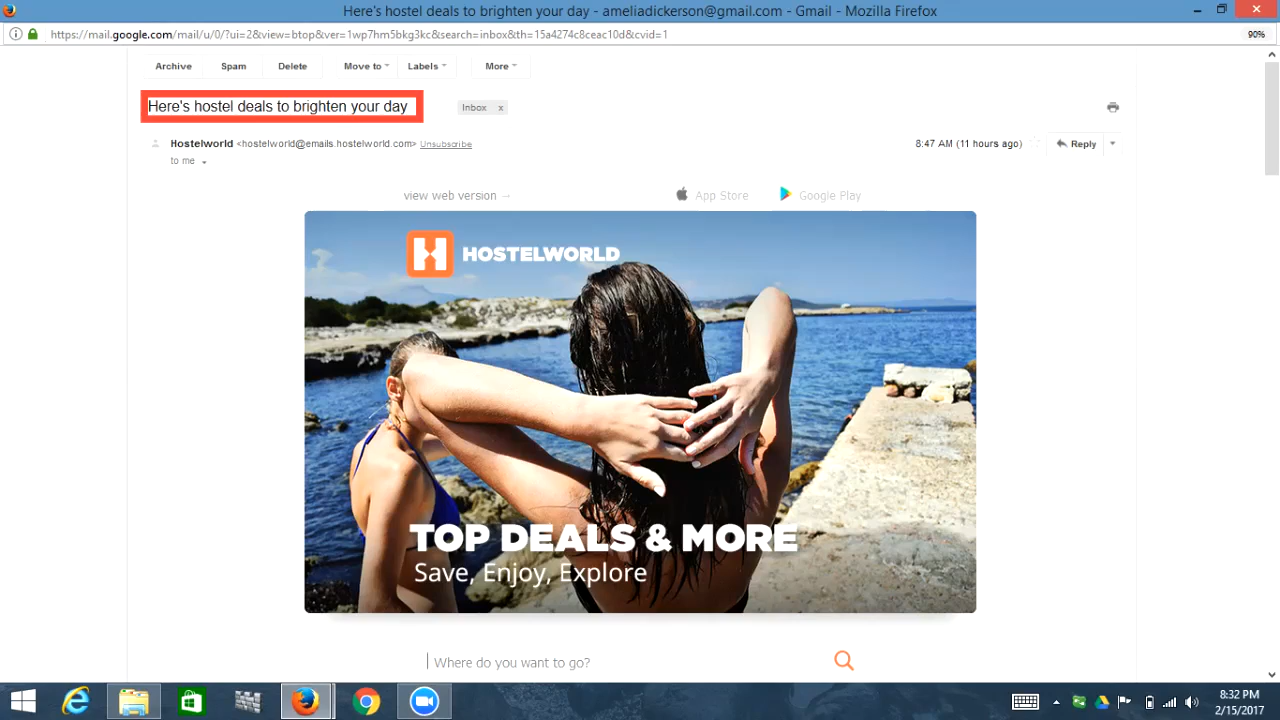 Here's hostel deals to brighten your day - ameliadickerson@gmail.com - Gmail - Mozilla Firefox
https://mail.google.com/mail/u/0/?ui=2&view=btop&ver=1wp7hm5bkg3kc&search=inbox&th=15a4274c8ceac10d&cvid=1
90%
Archive Spam Delete Move to Labels More
Here's hostel deals to brighten your day Inbox x
Hostelworld <hostelworld@emails.hostelworld.com> Unsubscribe 8:47 AM (11 hours ago) Reply
to me
view web version → App Store Google Play
H HOSTELWORLD
TOP DEALS & MORE
Save, Enjoy, Explore
Where do you want to go?
8:32 PM
2/15/2017